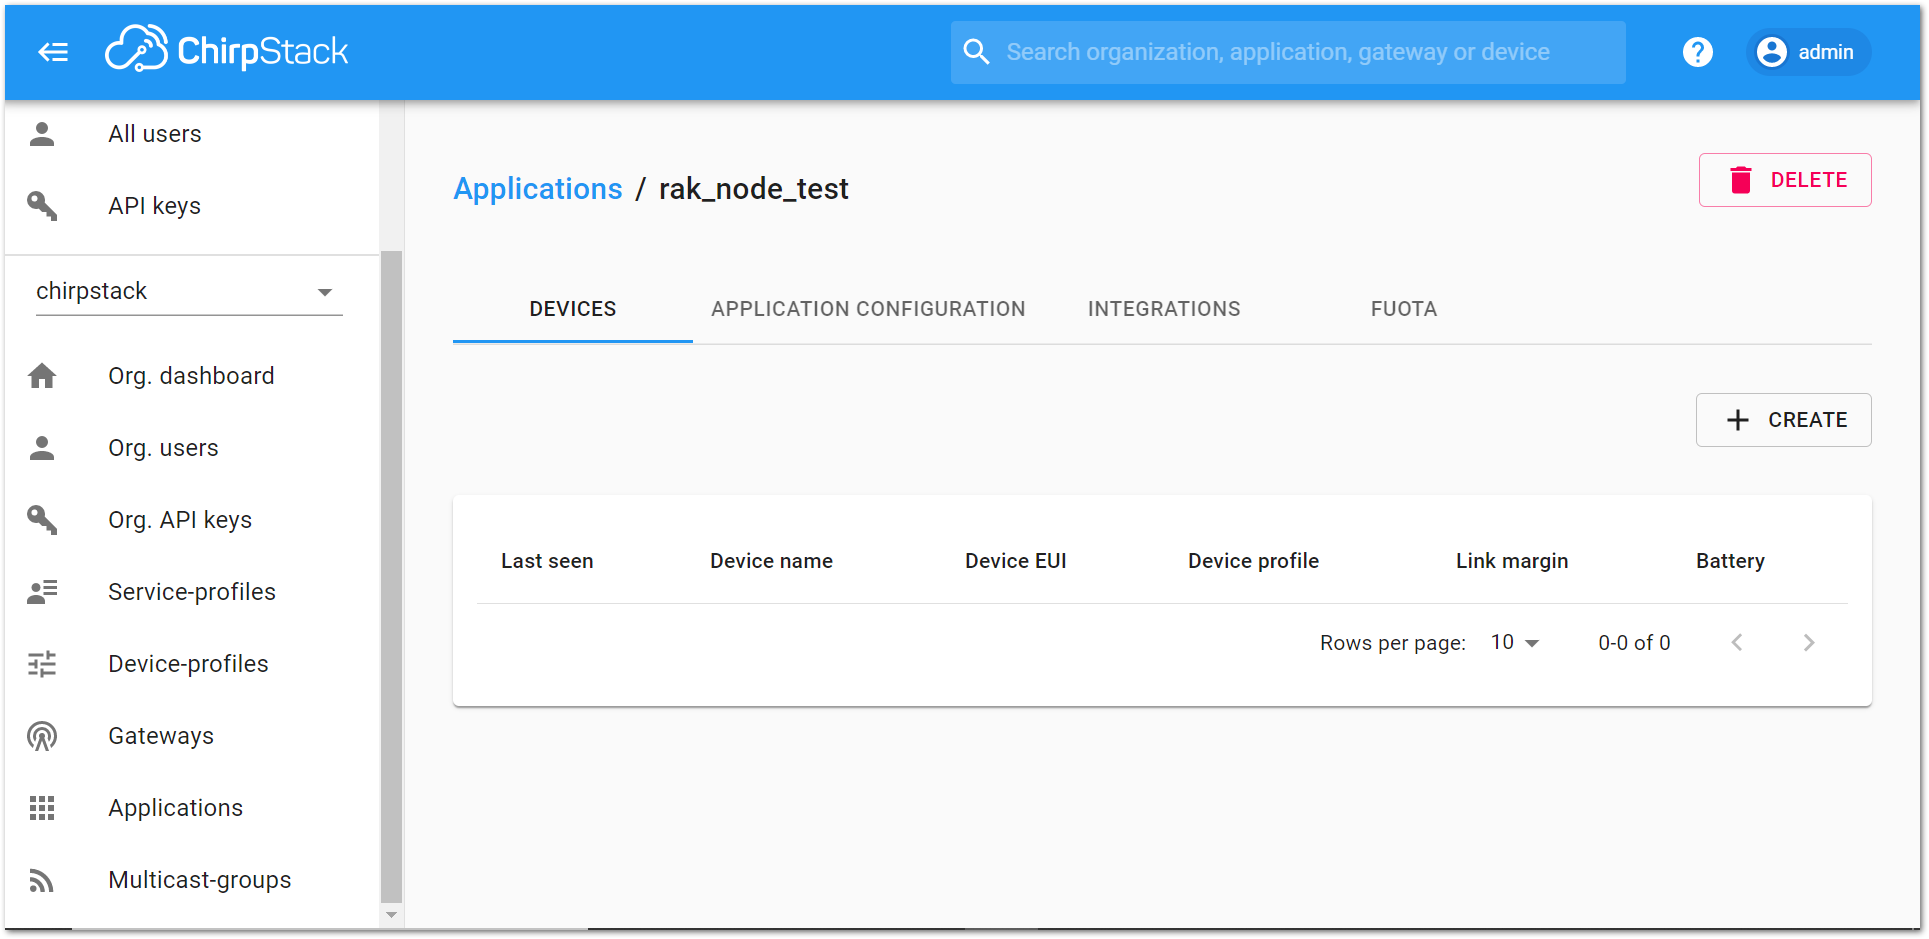 ChirpStack
Search organization, application, gateway or device
?
admin
All users
API keys
chirpstack
Org. dashboard
Org. users
Org. API keys
Service-profiles
Device-profiles
Gateways
Applications
Multicast-groups
Applications / rak_node_test
DELETE
DEVICES APPLICATION CONFIGURATION INTEGRATIONS FUOTA
+ CREATE
Last seen Device name Device EUI Device profile Link margin Battery
Rows per page: 10 0-0 of 0